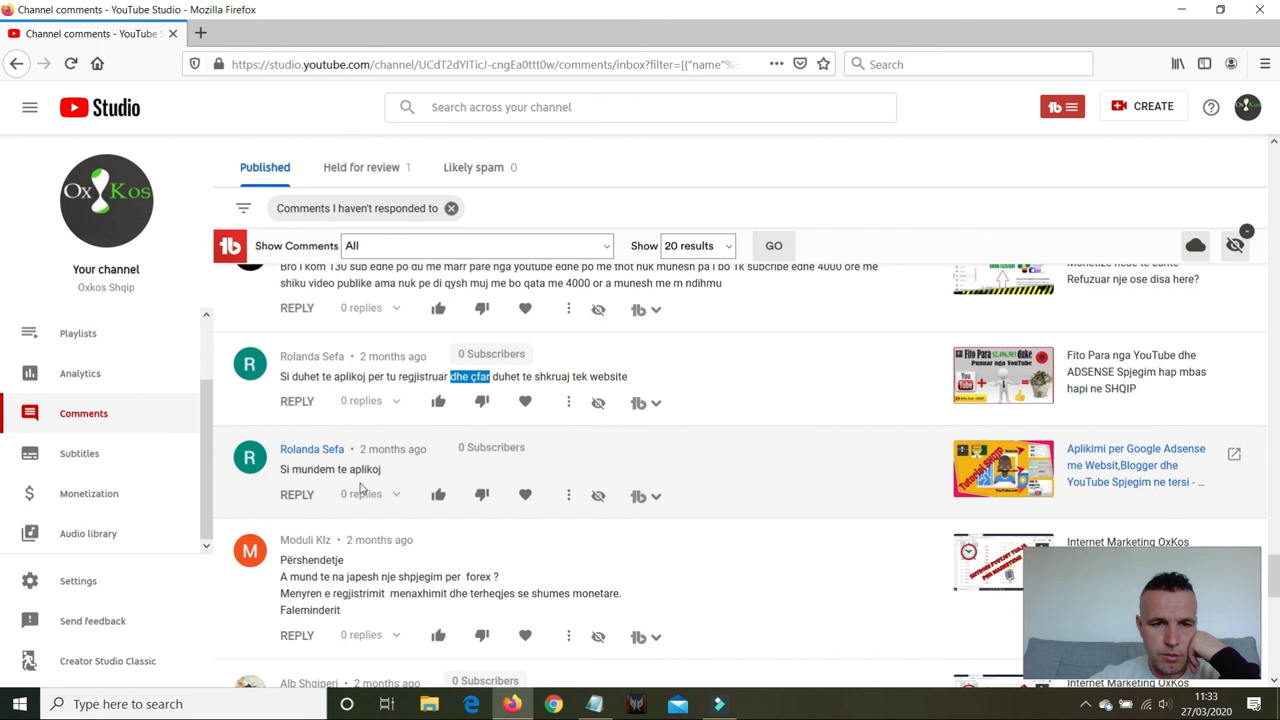 Channel comments - YouTube Studio - Mozilla Firefox
Channel comments - YouTube S
https://studio.youtube.com/channel/UCdT2dYITicJ-cngEa0ttt0w/comments/inbox?filter=[{"name"%
Search
Studio
Search across your channel
CREATE
Published
Held for review 1
Likely spam 0
Comments I haven't responded to
Show Comments All
Show 20 results
GO
Ox Kos
Your channel
Oxkos Shqip
Playlists
Analytics
Comments
Subtitles
Monetization
Audio library
Settings
Send feedback
Creator Studio Classic
Bro I kom 130 sub edhe po du me marr pare nga youtube edhe po me thot nuk munesh pa i bo 1k subcribe edhe 4000 ore me
shiku video publike ama nuk pe di qysh muj me bo qata me 4000 or a munesh me m ndihmu
REPLY 0 replies
Refuzuar nje ose disa here?
Rolanda Sefa • 2 months ago 0 Subscribers
Si duhet te aplikoj per tu regjistruar dhe çfar duhet te shkruaj tek website
REPLY 0 replies
Fito Para nga YouTube dhe
ADSENSE Spjegim hap mbas
hapi ne SHQIP
Rolanda Sefa • 2 months ago 0 Subscribers
Si mundem te aplikoj
REPLY 0 replies
Aplikimi per Google Adsense
me Websit,Blogger dhe
YouTube Spjegim ne tersi - ...
Moduli Klz • 2 months ago
Përshendetje
A mund te na japesh nje shpjegim per forex ?
Menyren e regjistrimit menaxhimit dhe terheqjes se shumes monetare.
Faleminderit
REPLY 0 replies
Internet Marketing OxKos
Alb Shqiperi • 2 months ago 0 Subscribers
Internet Marketing OxKos
Type here to search
11:33
27/03/2020